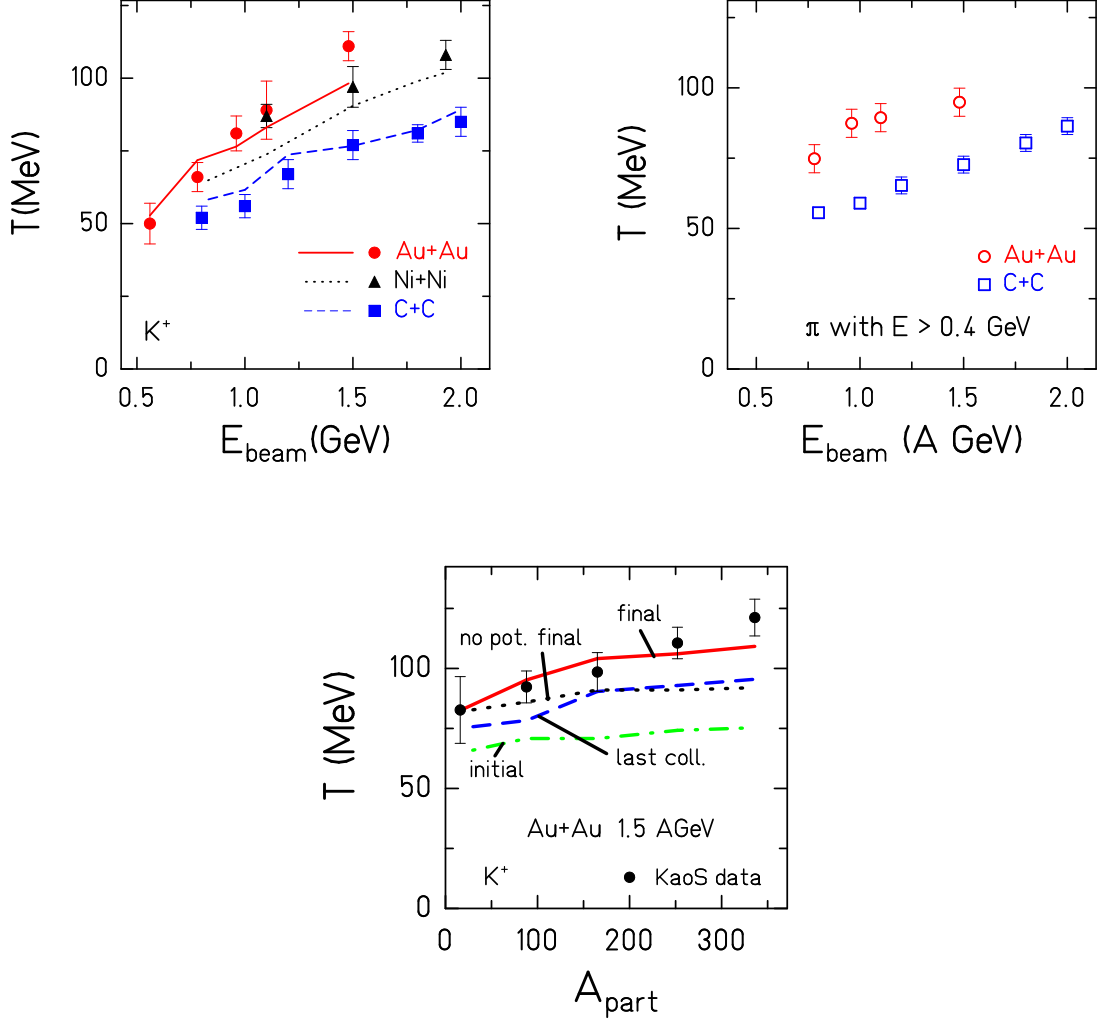 T(MeV)
100
50
0
Au+Au
Ni+Ni
C+C
K⁺
0.5 1.0 1.5 2.0
E_beam(GeV)
T (MeV)
100
50
0
Au+Au
C+C
π with E > 0.4 GeV
0.5 1.0 1.5 2.0
E_beam (A GeV)
T (MeV)
100
50
0
final
no pot. final
last coll.
initial
Au+Au 1.5 AGeV
K⁺
KaoS data
0 100 200 300
A_part